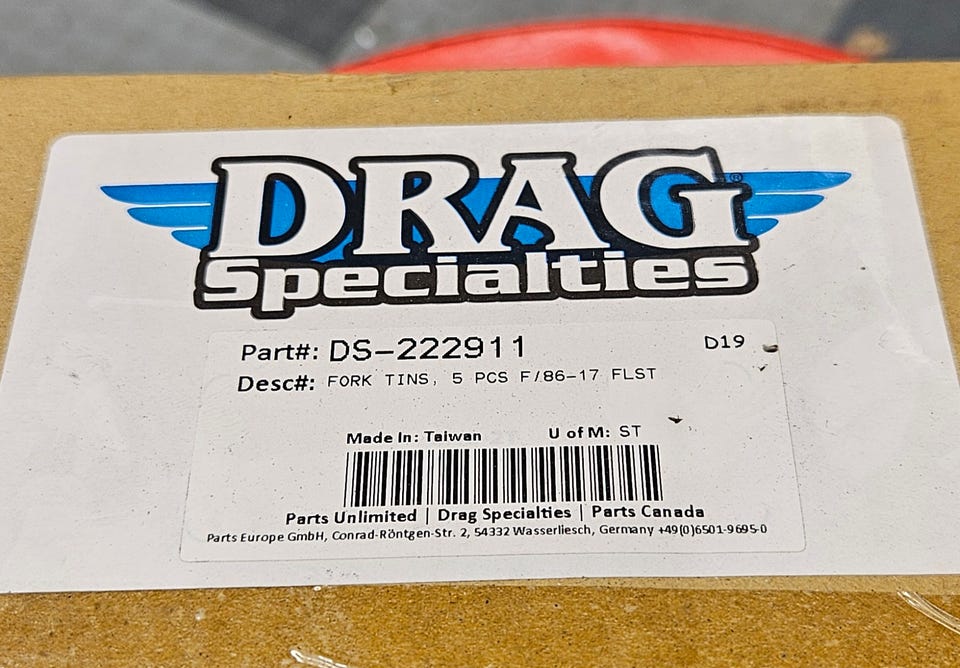 DRAG®
Specialties
Part#: DS-222911 D19
Desc#: FORK TINS, 5 PCS F/86-17 FLST
Made In: Taiwan U of M: ST
Parts Unlimited | Drag Specialties | Parts Canada
Parts Europe GmbH, Conrad-Röntgen-Str. 2, 54332 Wasserliesch, Germany +49(0)6501-9695-0